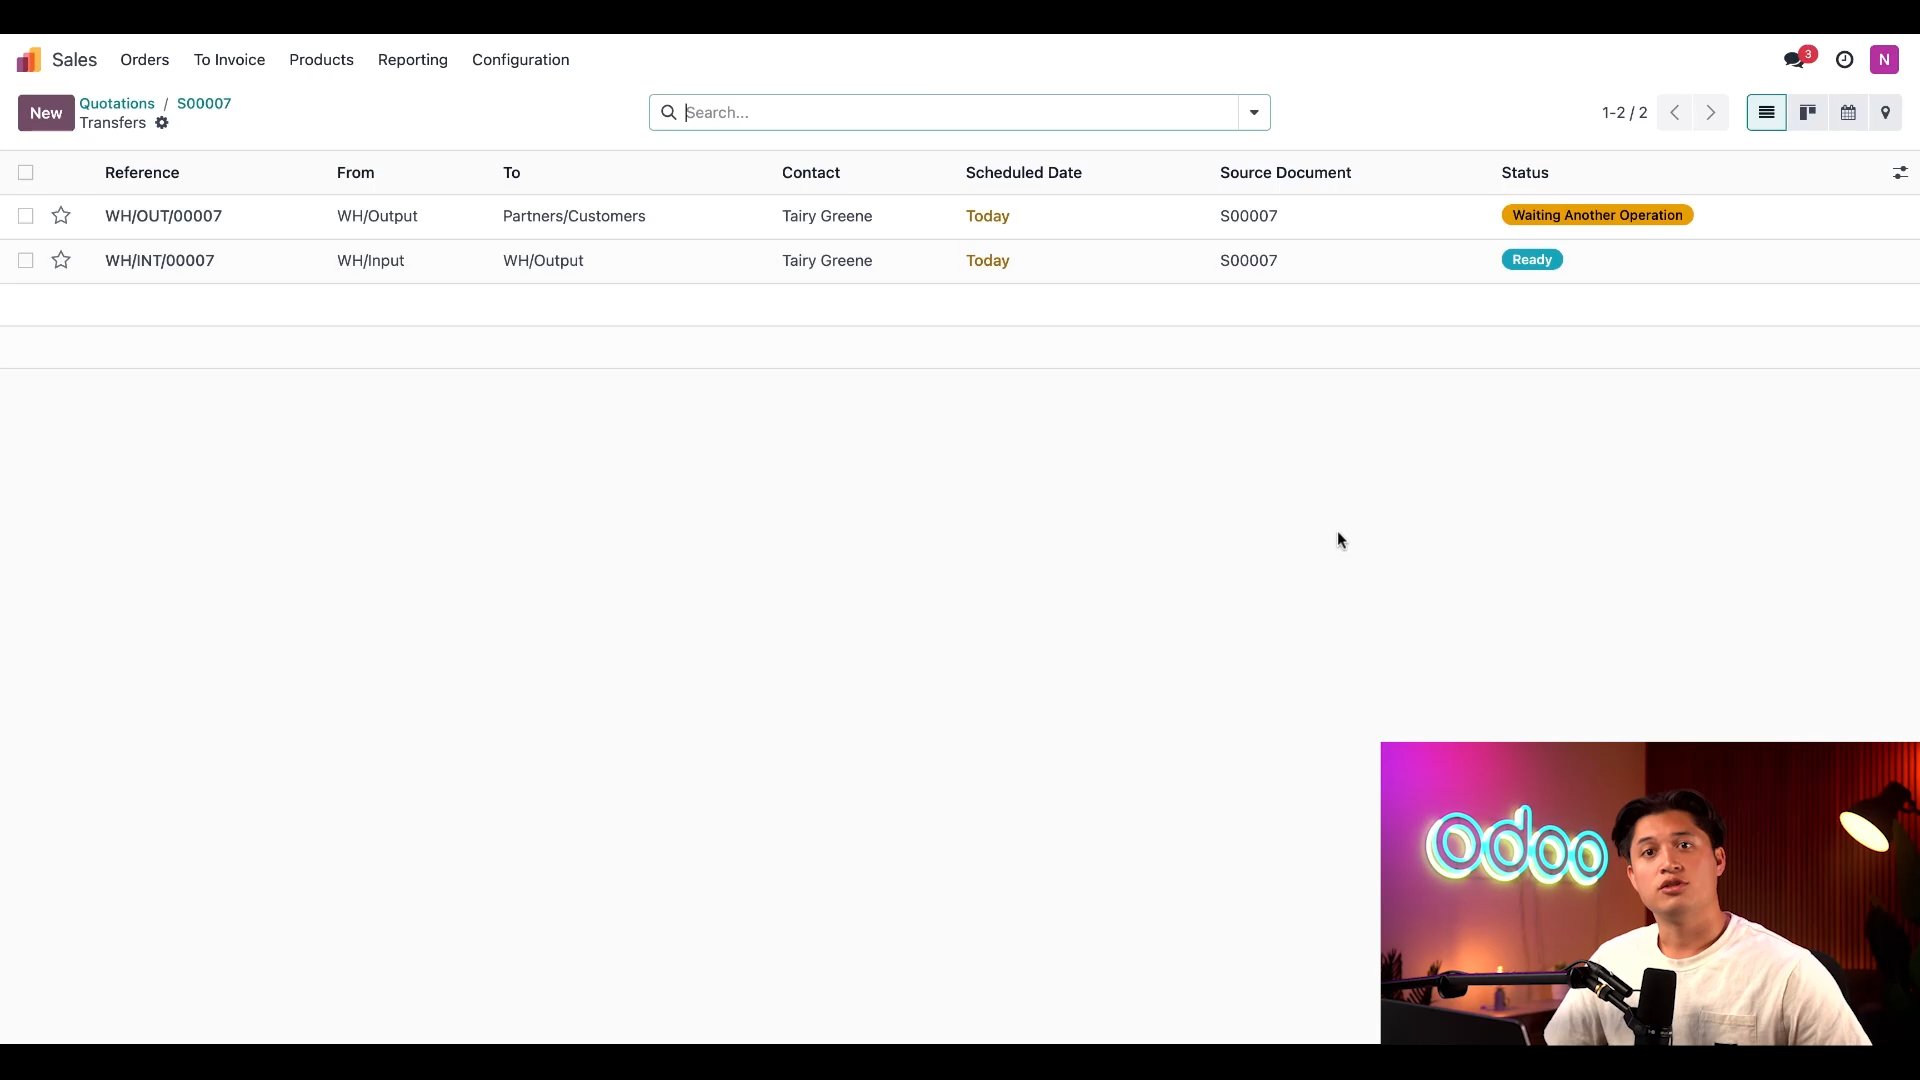 Sales Orders To Invoice Products Reporting Configuration 3 N
New Quotations / S00007
Transfers
Search...
1-2 / 2
Reference From To Contact Scheduled Date Source Document Status
WH/OUT/00007 WH/Output Partners/Customers Tairy Greene Today S00007 Waiting Another Operation
WH/INT/00007 WH/Input WH/Output Tairy Greene Today S00007 Ready
odoo